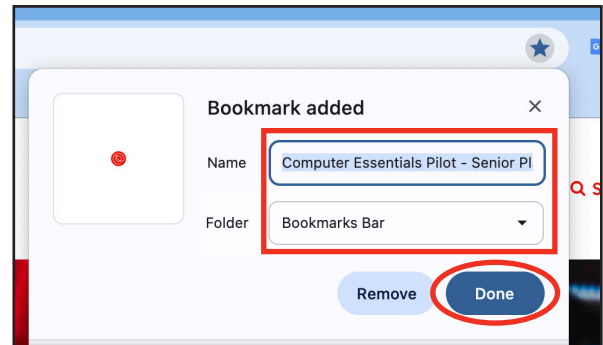 Bookmark added
Name Computer Essentials Pilot - Senior Pl
Folder Bookmarks Bar
Remove Done